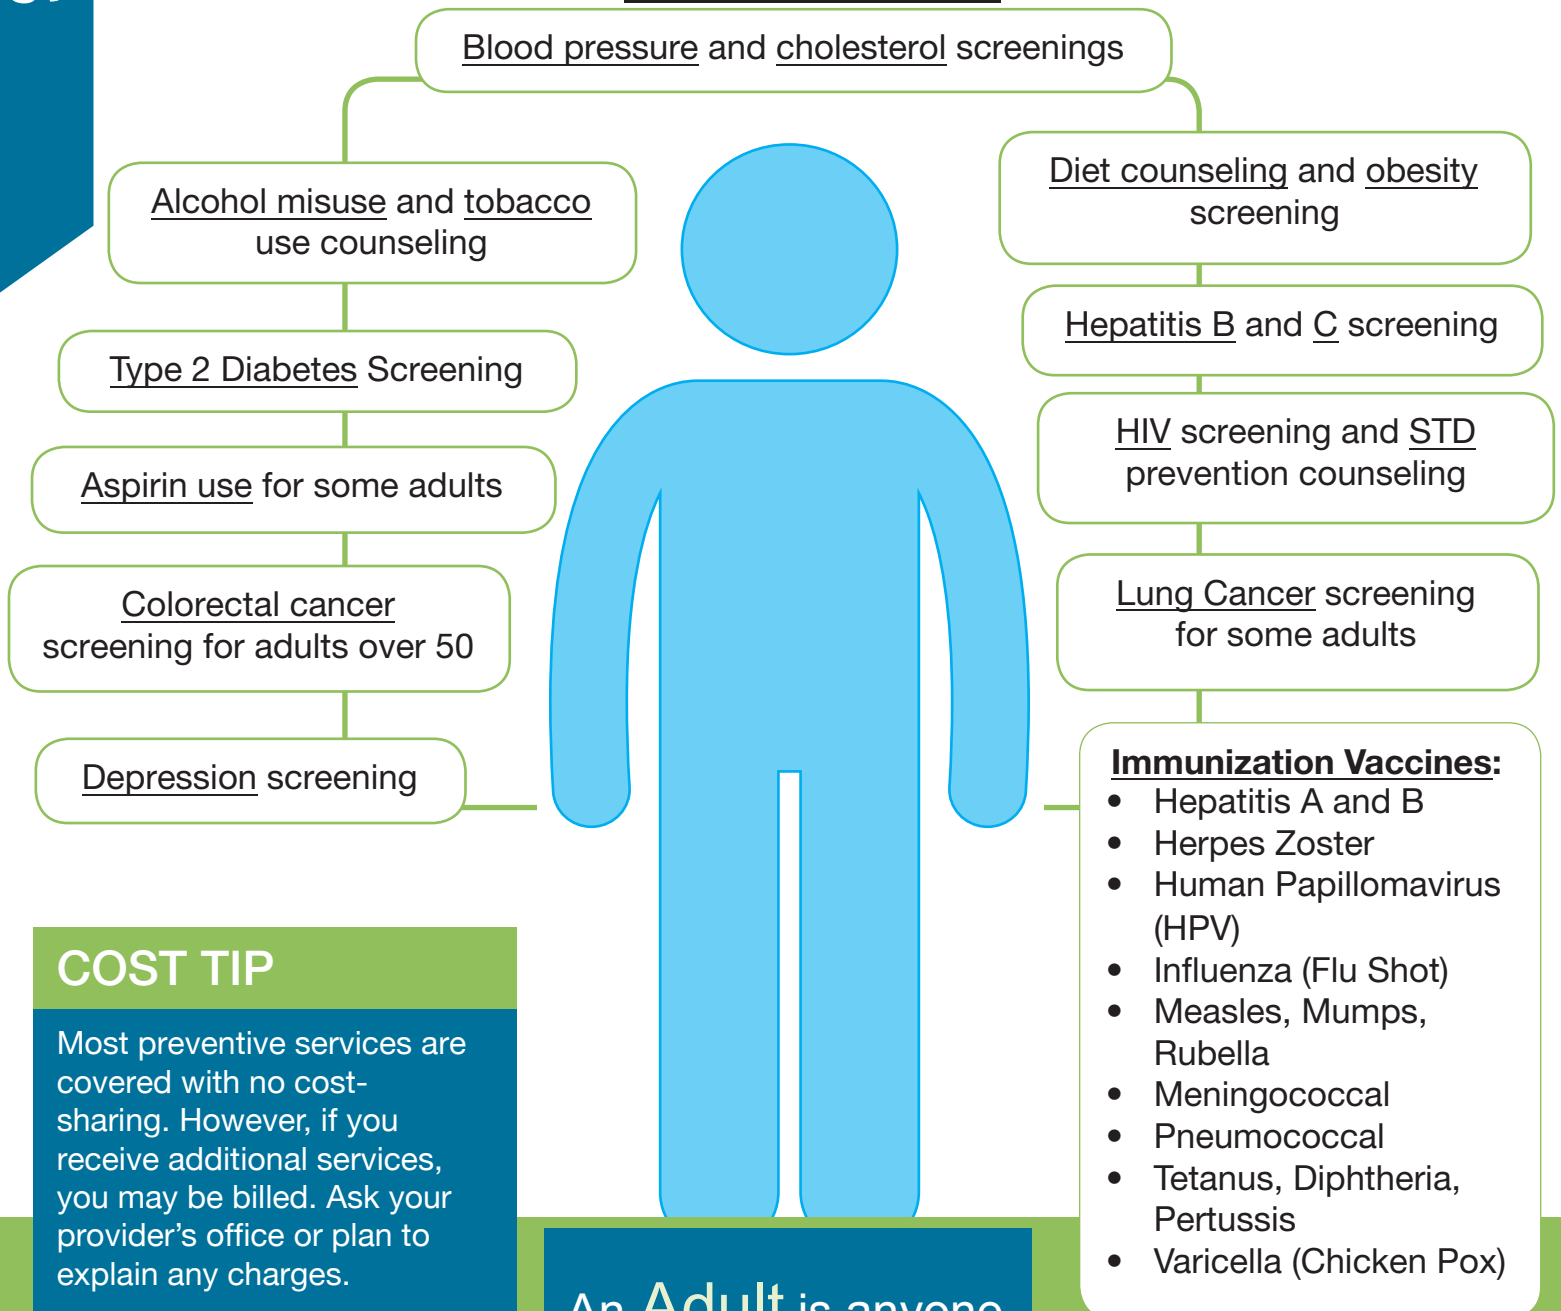 Blood pressure and cholesterol screenings
Alcohol misuse and tobacco
use counseling
Type 2 Diabetes Screening
Aspirin use for some adults
Colorectal cancer
screening for adults over 50
Depression screening
Diet counseling and obesity
screening
Hepatitis B and C screening
HIV screening and STD
prevention counseling
Lung Cancer screening
for some adults
Immunization Vaccines:
• Hepatitis A and B
• Herpes Zoster
• Human Papillomavirus
(HPV)
• Influenza (Flu Shot)
• Measles, Mumps,
Rubella
• Meningococcal
• Pneumococcal
• Tetanus, Diphtheria,
Pertussis
• Varicella (Chicken Pox)
COST TIP
Most preventive services are
covered with no cost-
sharing. However, if you
receive additional services,
you may be billed. Ask your
provider's office or plan to
explain any charges.
An Adult is anyone